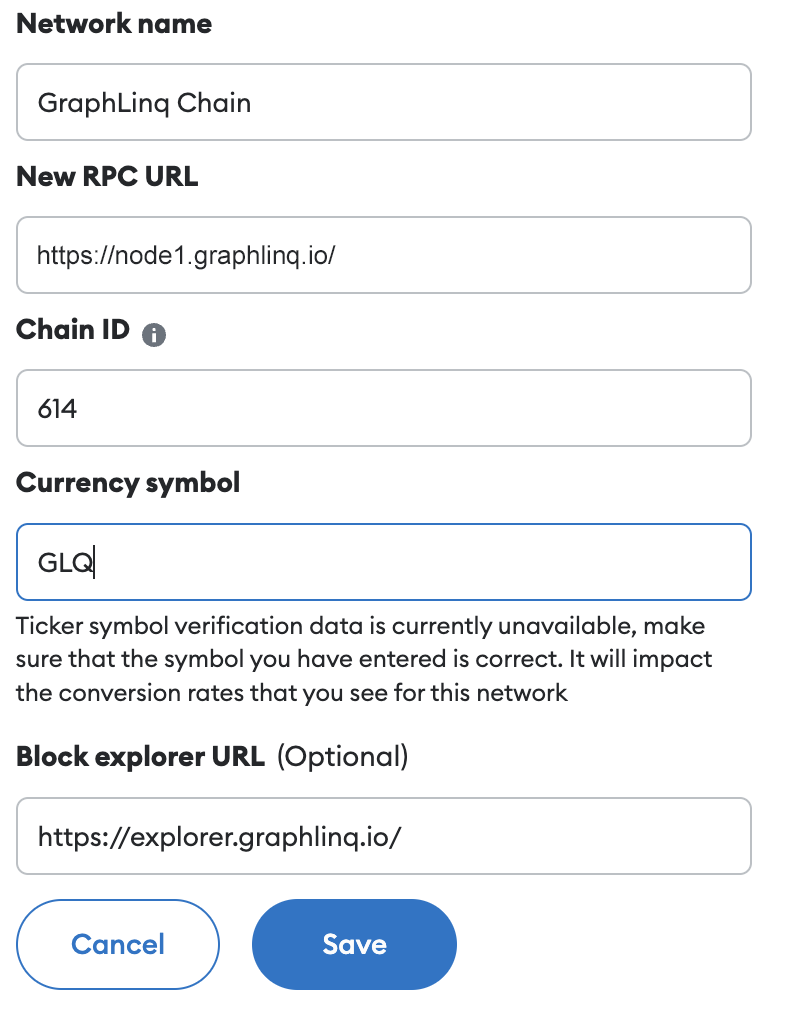 Network name
GraphLinq Chain
New RPC URL
https://node1.graphlinq.io/
Chain ID
614
Currency symbol
GLQ
Ticker symbol verification data is currently unavailable, make
sure that the symbol you have entered is correct. It will impact
the conversion rates that you see for this network
Block explorer URL (Optional)
https://explorer.graphlinq.io/
Cancel Save